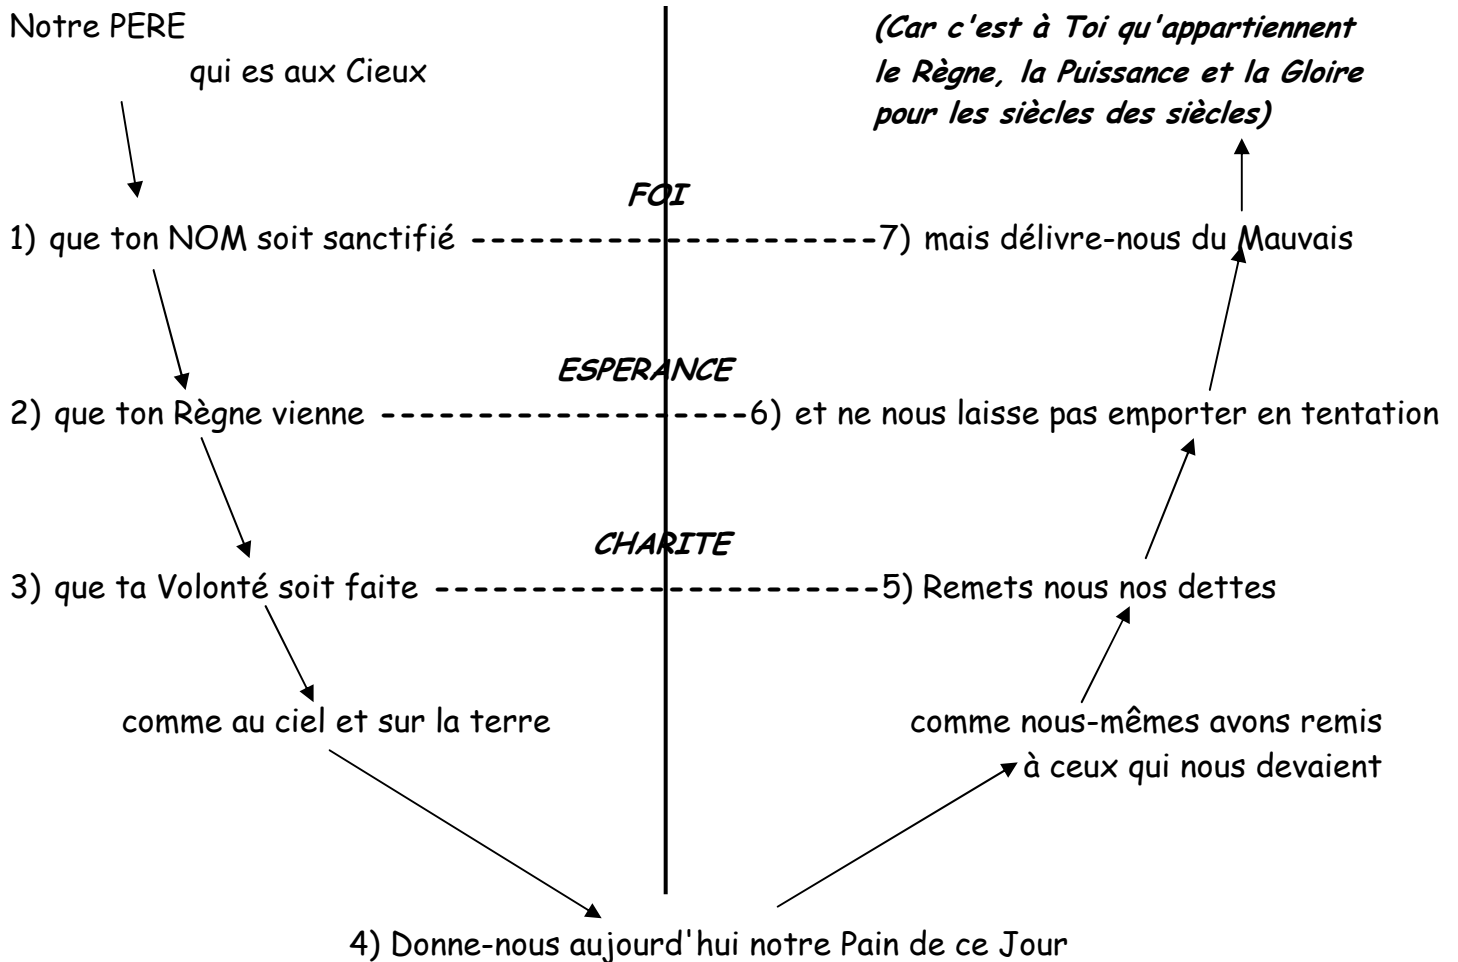 Notre PERE
qui es aux Cieux
1) que ton NOM soit sanctifié
2) que ton Règne vienne
3) que ta Volonté soit faite
comme au ciel et sur la terre
FOI
ESPERANCE
CHARITE
4) Donne-nous aujourd'hui notre Pain de ce Jour
comme nous-mêmes avons remis
à ceux qui nous devaient
5) Remets nous nos dettes
6) et ne nous laisse pas emporter en tentation
7) mais délivre-nous du Mauvais
(Car c'est à Toi qu'appartiennent
le Règne, la Puissance et la Gloire
pour les siècles des siècles)